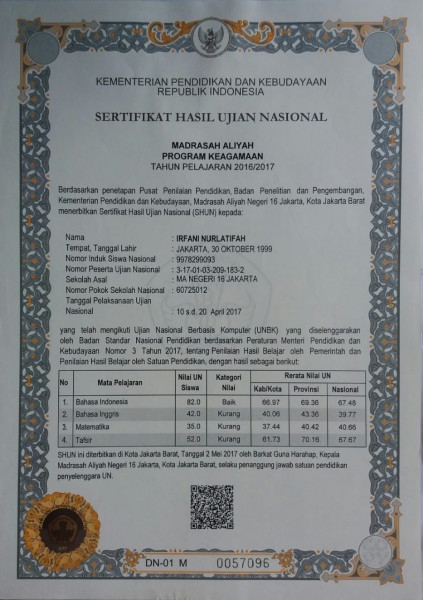 KEMENTERIAN PENDIDIKAN DAN KEBUDAYAAN
REPUBLIK INDONESIA
SERTIFIKAT HASIL UJIAN NASIONAL
MADRASAH ALIYAH
PROGRAM KEAGAMAAN
TAHUN PELAJARAN 2016/2017
Berdasarkan penetapan Pusat Penilaian Pendidikan, Badan Penelitian dan Pengembangan,
Kementerian Pendidikan dan Kebudayaan, Madrasah Aliyah Negeri 16 Jakarta, Kota Jakarta Barat
menerbitkan Sertifikat Hasil Ujian Nasional (SHUN) kepada:
Nama : IRFANI NURLATIFAH
Tempat, Tanggal Lahir : JAKARTA, 30 OKTOBER 1999
Nomor Induk Siswa Nasional : 9978299093
Nomor Peserta Ujian Nasional : 3-17-01-03-209-183-2
Sekolah Asal : MA NEGERI 16 JAKARTA
Nomor Pokok Sekolah Nasional : 60725012
Tanggal Pelaksanaan Ujian
Nasional : 10 s.d. 20 April 2017
yang telah mengikuti Ujian Nasional Berbasis Komputer (UNBK) yang diselenggarakan
oleh Badan Standar Nasional Pendidikan berdasarkan Peraturan Menteri Pendidikan dan
Kebudayaan Nomor 3 Tahun 2017, tentang Penilaian Hasil Belajar oleh Pemerintah dan
Penilaian Hasil Belajar oleh Satuan Pendidikan, dengan hasil sebagai berikut:
No Mata Pelajaran Nilai UN Siswa Kategori Nilai Rerata Nilai UN
Kab/Kota Provinsi Nasional
1. Bahasa Indonesia 82.0 Baik 66.97 69.36 67.48
2. Bahasa Inggris 42.0 Kurang 40.06 43.36 39.77
3. Matematika 35.0 Kurang 37.44 40.42 40.66
4. Tafsir 52.0 Kurang 61.73 70.16 67.67
SHUN ini diterbitkan di Kota Jakarta Barat, Tanggal 2 Mei 2017 oleh Barkat Guna Harahap, Kepala
Madrasah Aliyah Negeri 16 Jakarta, Kota Jakarta Barat, selaku penanggung jawab satuan pendidikan
penyelenggara UN.
DN-01 M 0057096